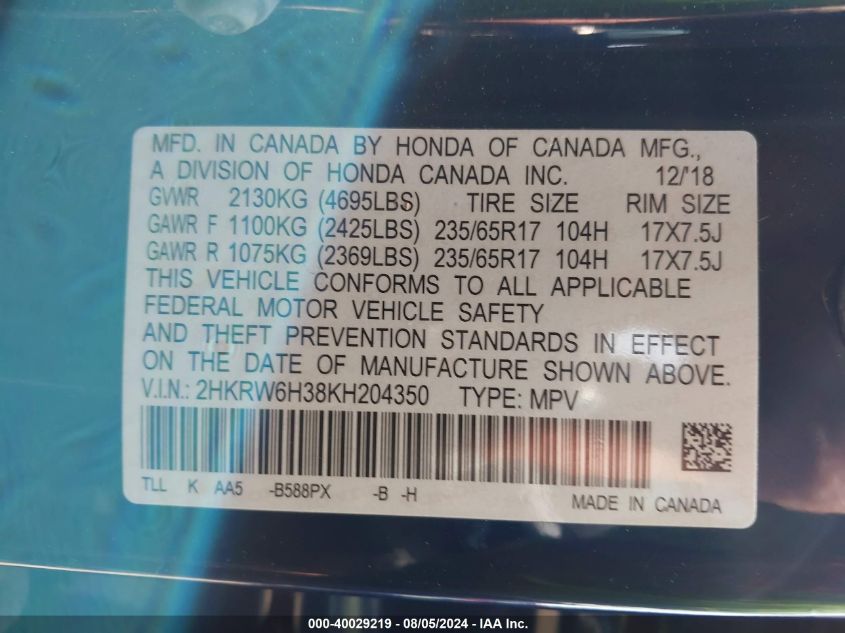 MFD. IN CANADA BY HONDA OF CANADA MFG.,
A DIVISION OF HONDA CANADA INC. 12/'18
GVWR 2130KG (4695LBS) TIRE SIZE RIM SIZE
GAWR F 1100KG (2425LBS) 235/65R17 104H 17X7.5J
GAWR R 1075KG (2369LBS) 235/65R17 104H 17X7.5J
THIS VEHICLE CONFORMS TO ALL APPLICABLE
FEDERAL MOTOR VEHICLE SAFETY
AND THEFT PREVENTION STANDARDS IN EFFECT
ON THE DATE OF MANUFACTURE SHOWN ABOVE.
V.I.N.: 2HKRW6H38KH204350 TYPE: MPV
TLL K AA5 -B588PX -B -H
MADE IN CANADA
000-40029219 - 08/05/2024 - IAA Inc.